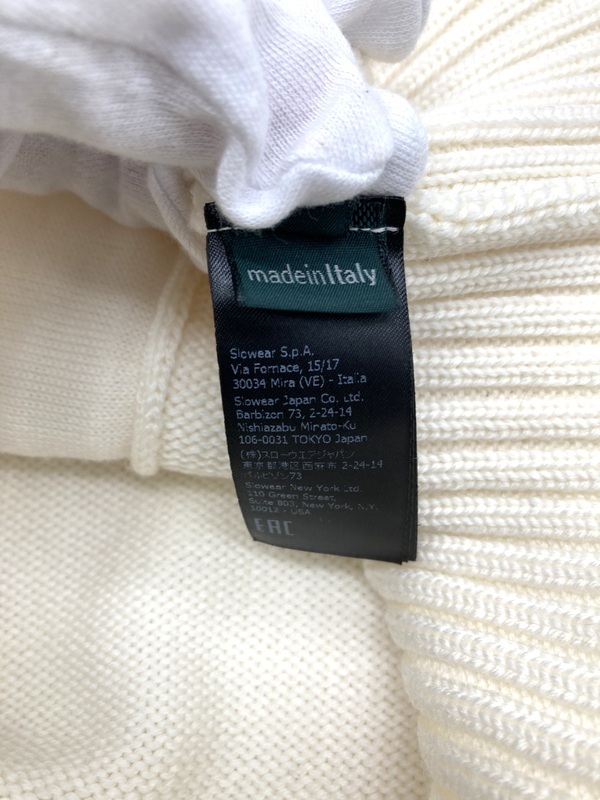 madeinItaly
Slowear S.p.A.
Via Fornace, 15/17
30034 Mira (VE) - Italia
Slowear Japan Co. Ltd.
Barbizon 73, 2-24-14
Nishiazabu Minato-Ku
106-0031 TOKYO Japan
(株)スローウエアジャパン
東京都港区西麻布 2-24-14
バルビゾン73
Slowear New York Ltd.
110 Green Street,
Suite 803, New York, N.Y.
10012 - USA
EAC